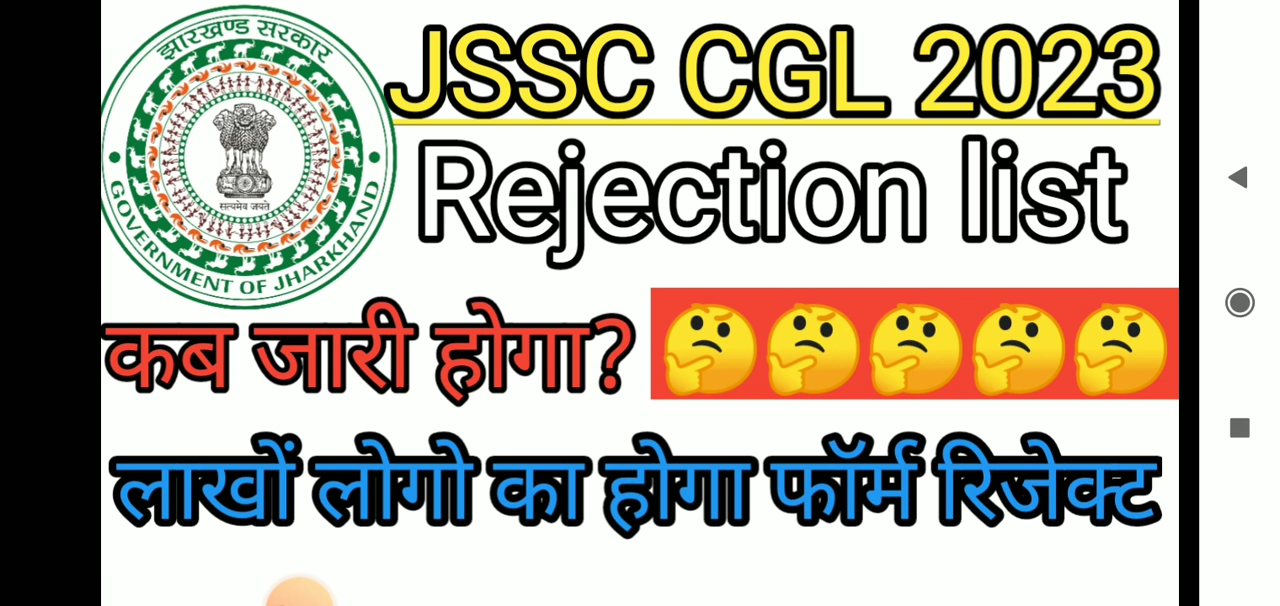 झारखण्ड सरकार
सत्यमेव जयते
GOVERNMENT OF JHARKHAND
JSSC CGL 2023
Rejection list
कब जारी होगा? 🤔🤔🤔🤔🤔
लाखों लोगो का होगा फॉर्म रिजेक्ट